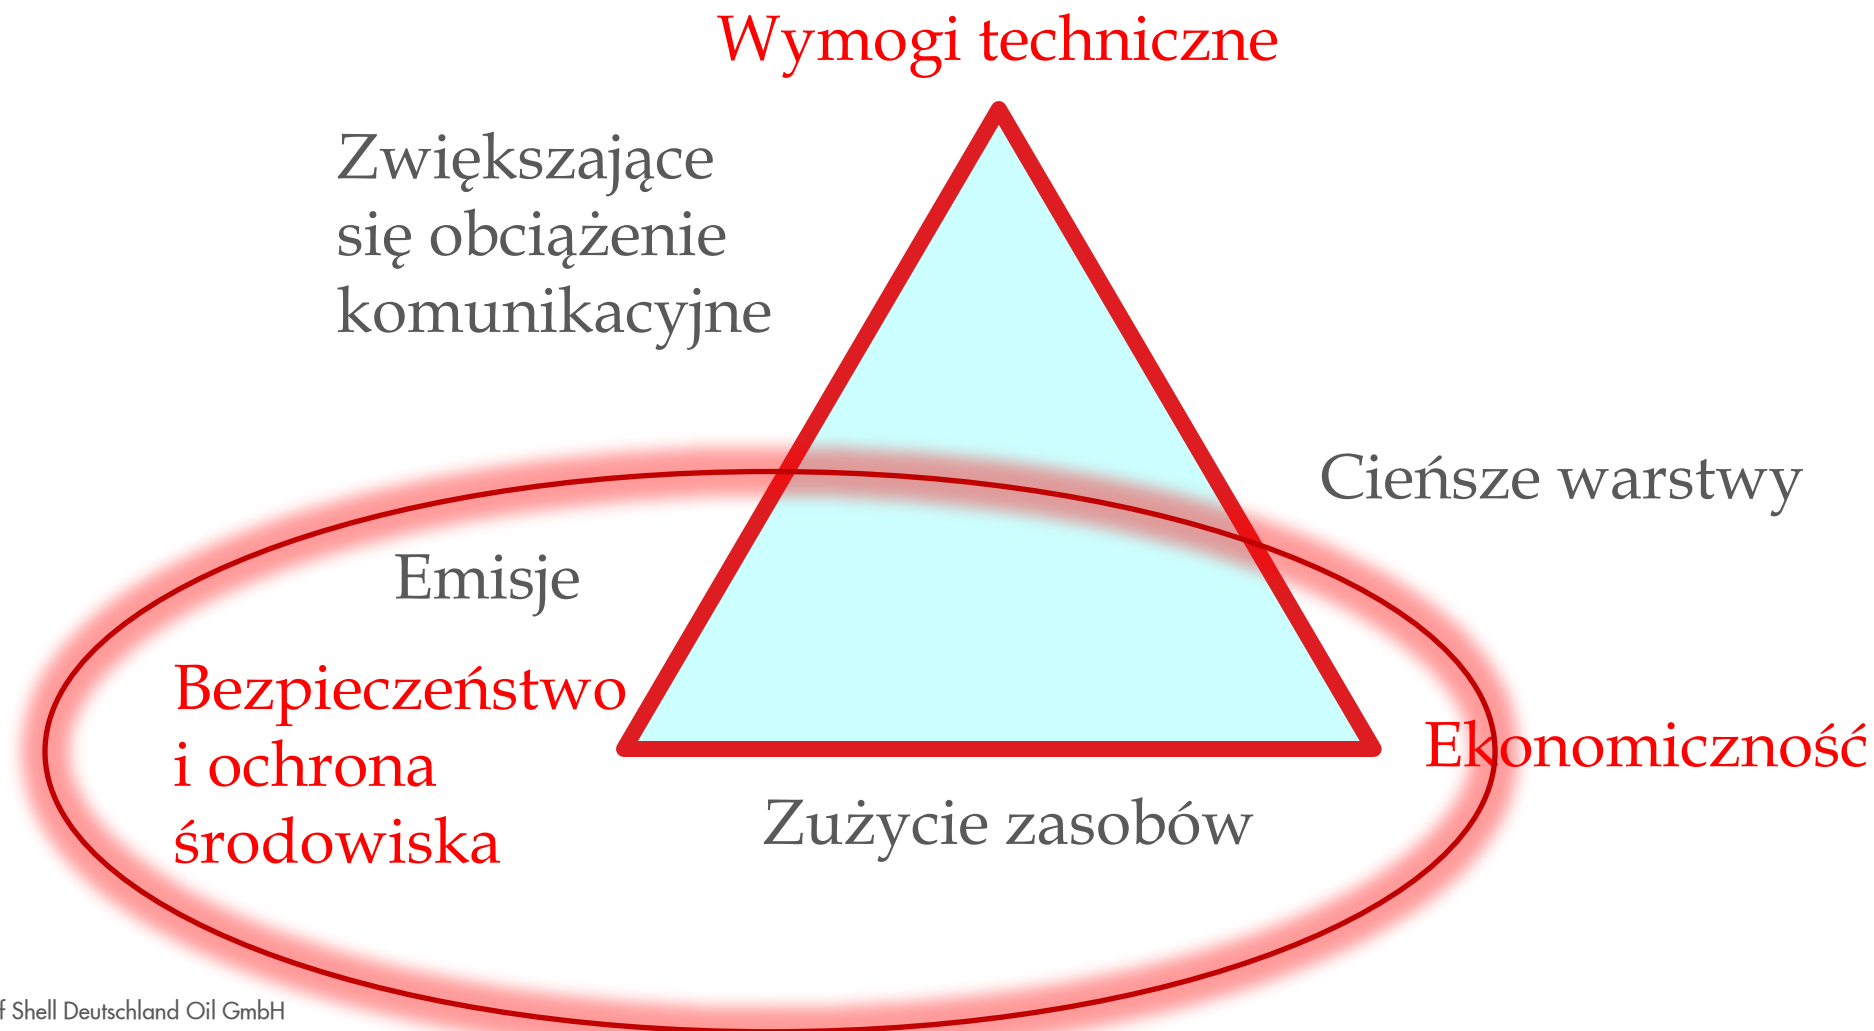 Wymogi techniczne
Zwiększające
się obciążenie
komunikacyjne
Cieńsze warstwy
Emisje
Bezpieczeństwo
i ochrona
środowiska
Ekonomiczność
Zużycie zasobów
f Shell Deutschland Oil GmbH